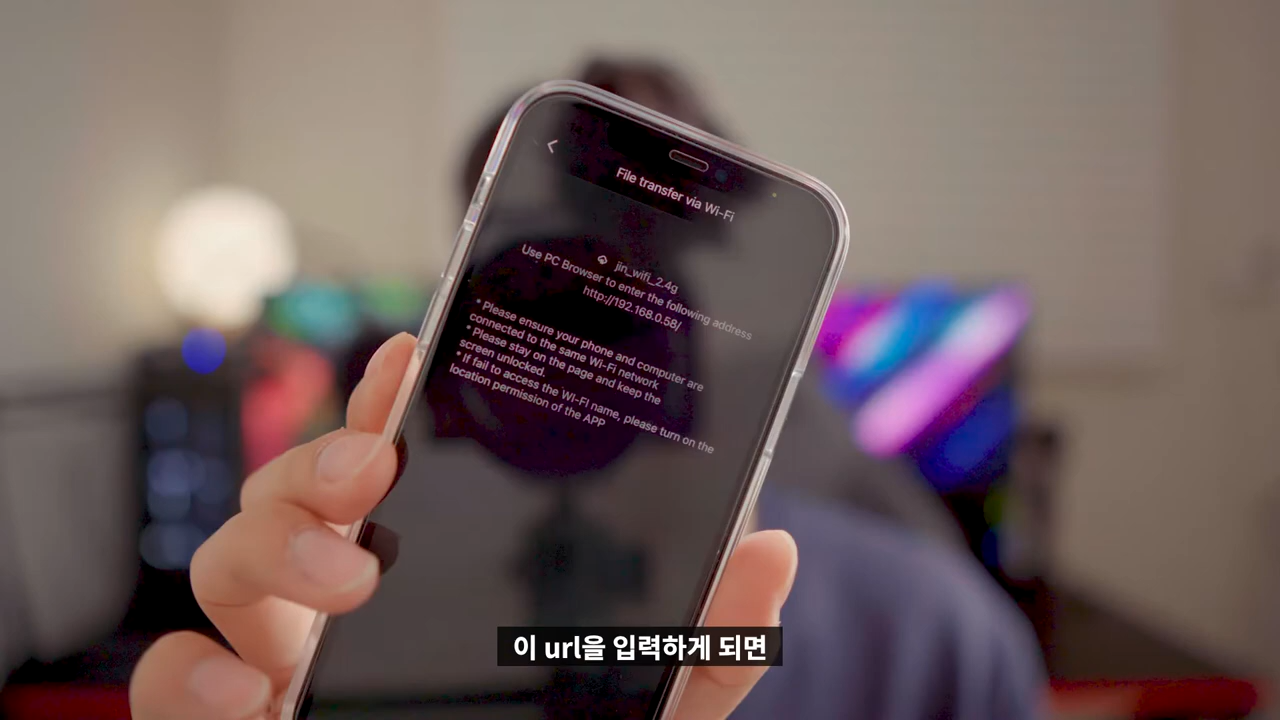 File transfer via Wi-Fi
jin_wifi_2.4g
Use PC Browser to enter the following address
http://192.168.0.58/
* Please ensure your phone and computer are
connected to the same Wi-Fi network
* Please stay on the page and keep the
screen unlocked.
* If fail to access the WI-FI name, please turn on the
location permission of the APP
이 url을 입력하게 되면